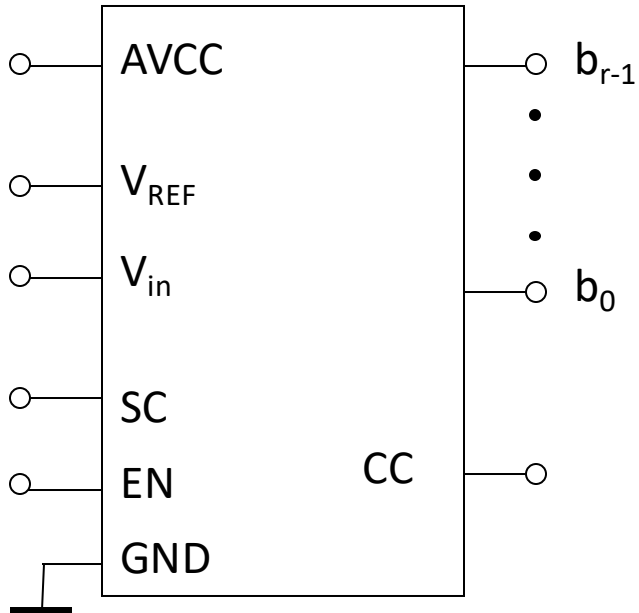 AVCC
V_REF
V_in
SC
EN
GND
CC
b_r-1
b_0